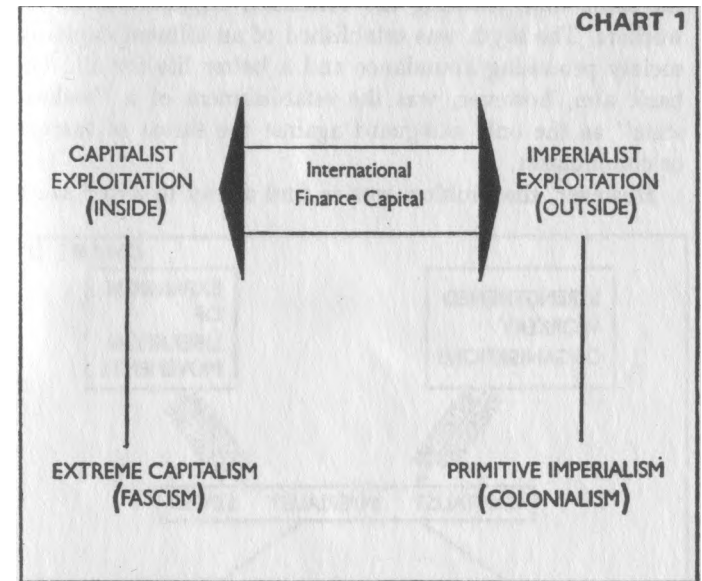 CHART 1
CAPITALIST
EXPLOITATION
(INSIDE)
International
Finance Capital
IMPERIALIST
EXPLOITATION
(OUTSIDE)
EXTREME CAPITALISM
(FASCISM)
PRIMITIVE IMPERIALISM
(COLONIALISM)